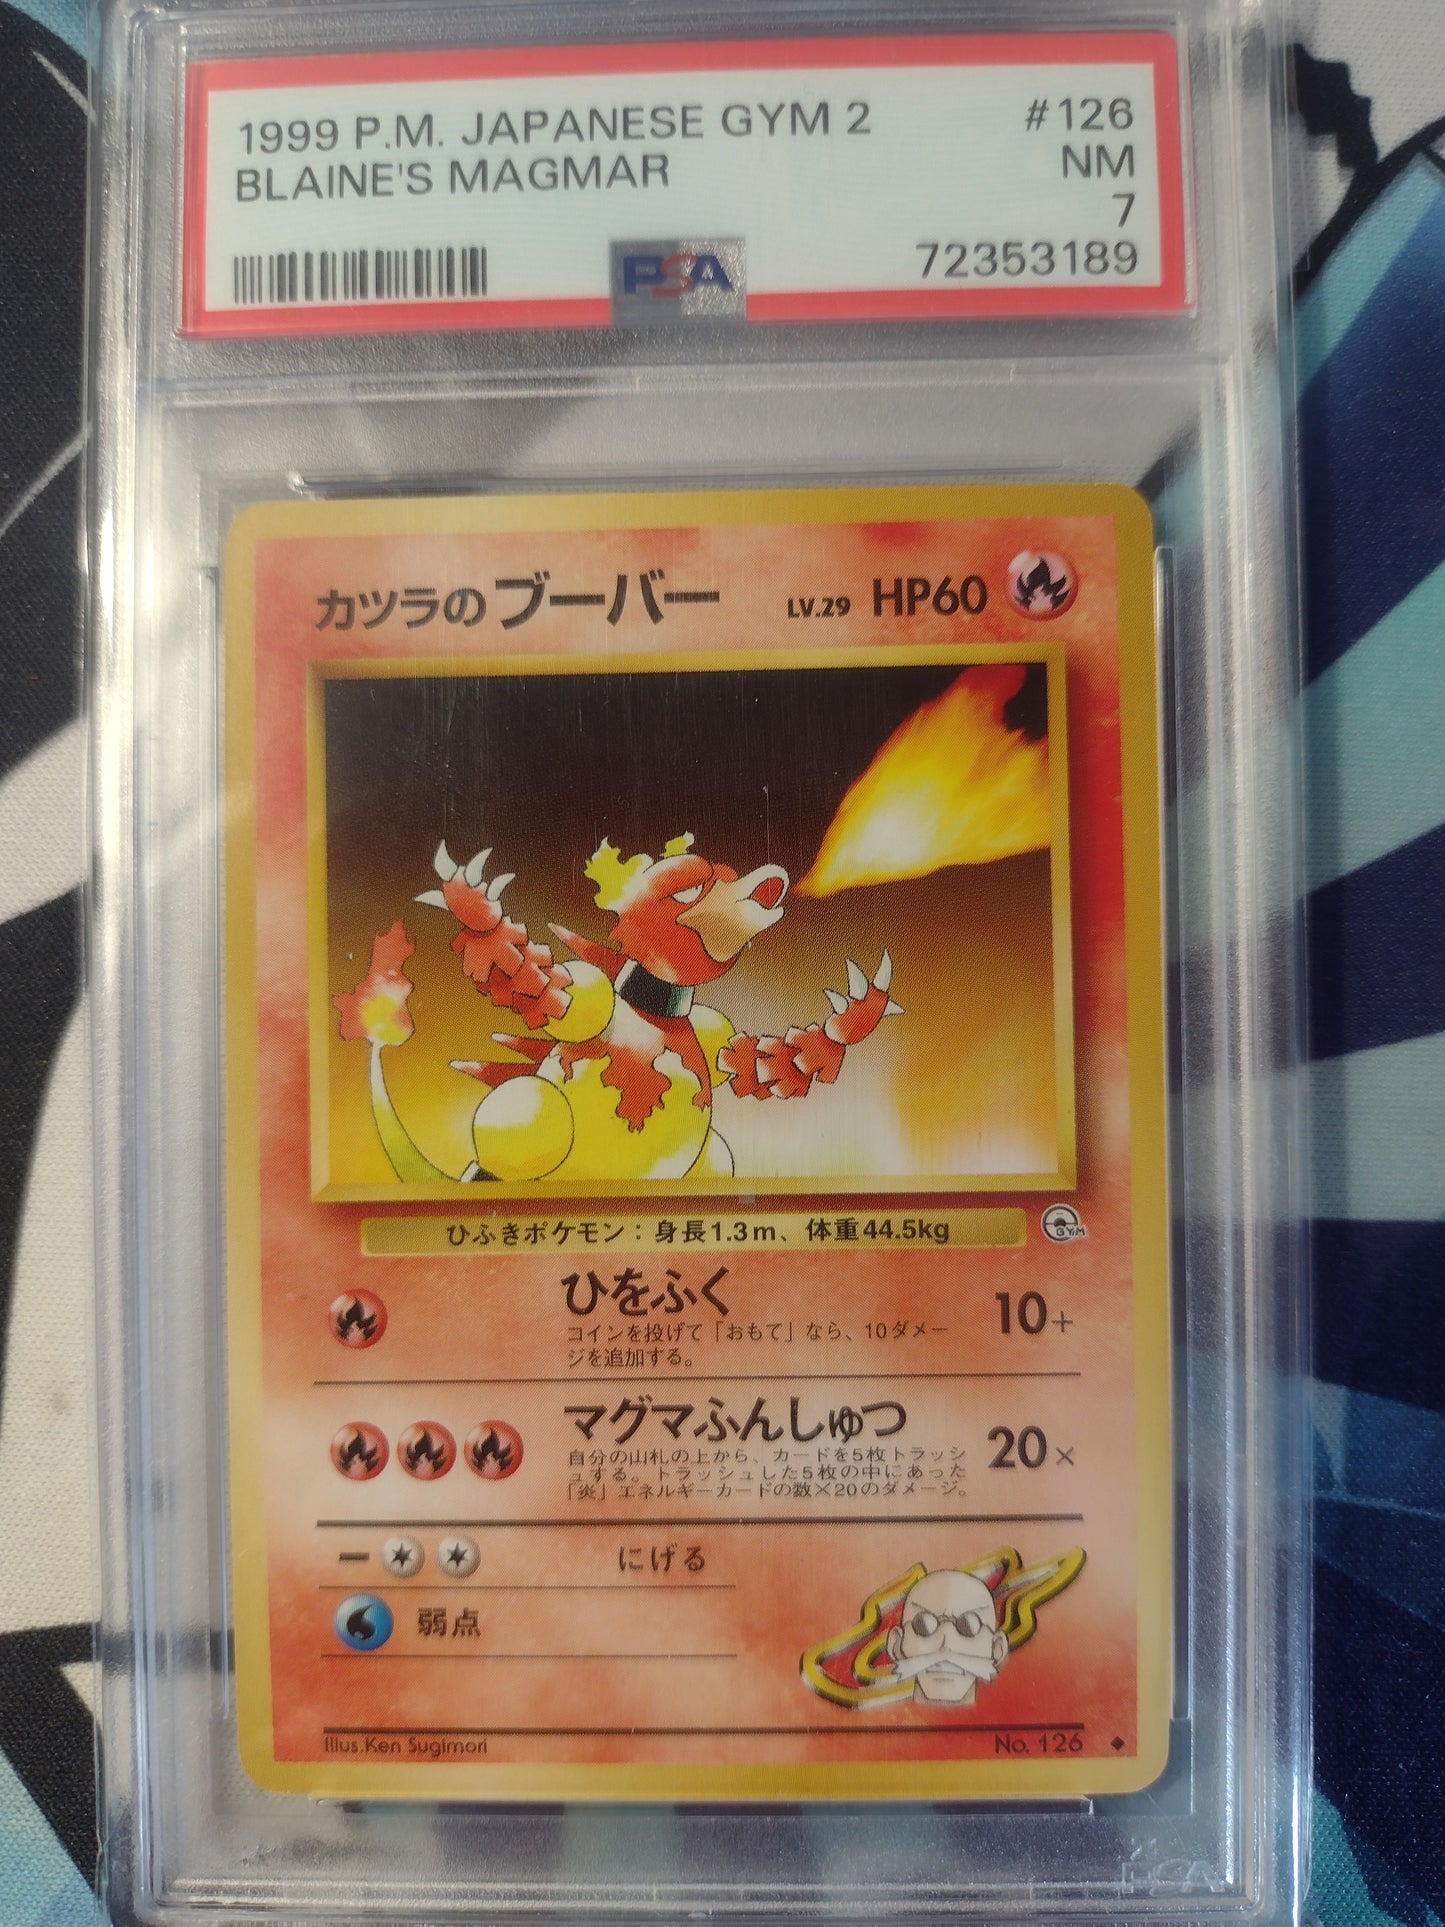 1999 P.M. JAPANESE GYM 2 #126
BLAINE'S MAGMAR NM
7
PSA 72353189
カツラのブーバー LV.29 HP60
ひふきポケモン：身長1.3m、体重44.5kg
GYM
ひをふく 10+
コインを投げて「おもて」なら、10ダメー
ジを追加する。
マグマふんしゅつ 20×
自分の山札の上から、カードを5枚トラッシ
ュする。トラッシュした5枚の中にあった
「炎」エネルギーカードの数×20のダメージ。
にげる
弱点
Illus.Ken Sugimori No. 126
PSA